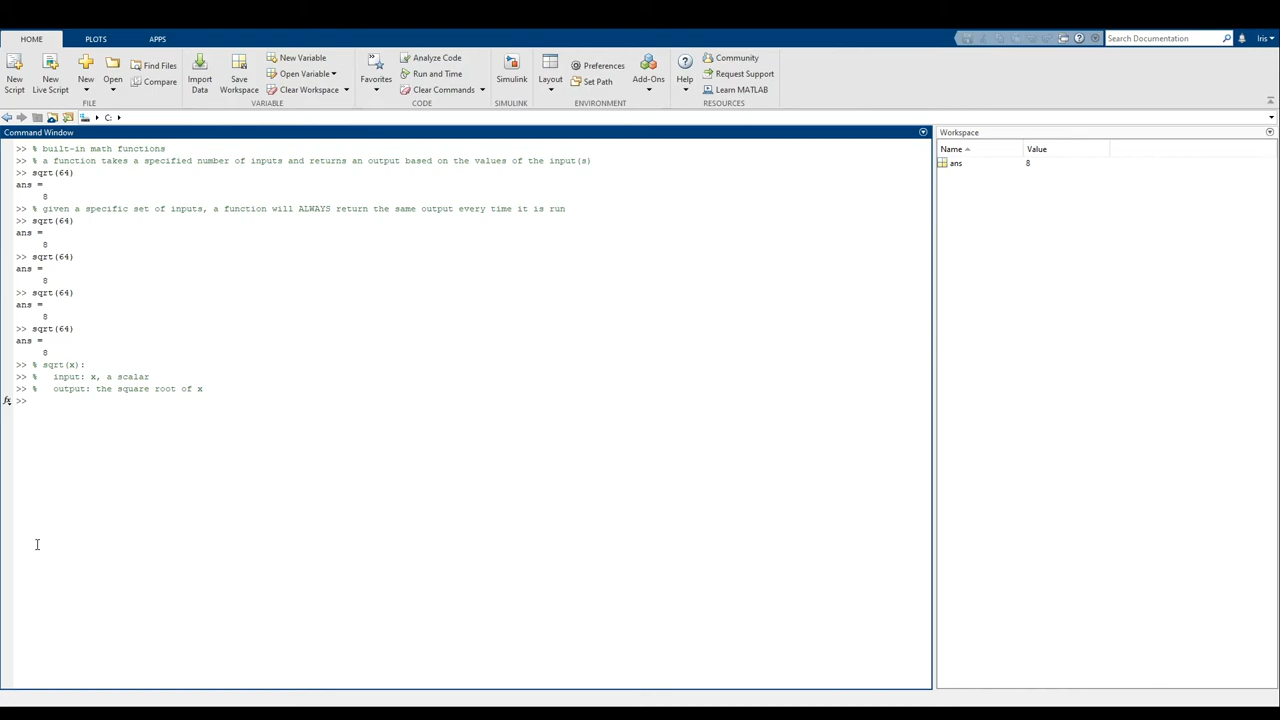 HOME PLOTS APPS
Search Documentation
Iris
New Script
New Live Script
New
Open
Find Files
Compare
FILE
Import Data
Save Workspace
New Variable
Open Variable
Clear Workspace
VARIABLE
Favorites
Analyze Code
Run and Time
Clear Commands
CODE
Simulink
SIMULINK
Layout
Preferences
Set Path
Add-Ons
ENVIRONMENT
Help
Community
Request Support
Learn MATLAB
RESOURCES
C:
Command Window
>> % built-in math functions
>> % a function takes a specified number of inputs and returns an output based on the values of the input(s)
>> sqrt(64)
ans =
8
>> % given a specific set of inputs, a function will ALWAYS return the same output every time it is run
>> sqrt(64)
ans =
8
>> sqrt(64)
ans =
8
>> sqrt(64)
ans =
8
>> sqrt(64)
ans =
8
>> % sqrt(x):
>> %   input: x, a scalar
>> %   output: the square root of x
fx >>
Workspace
Name Value
ans 8